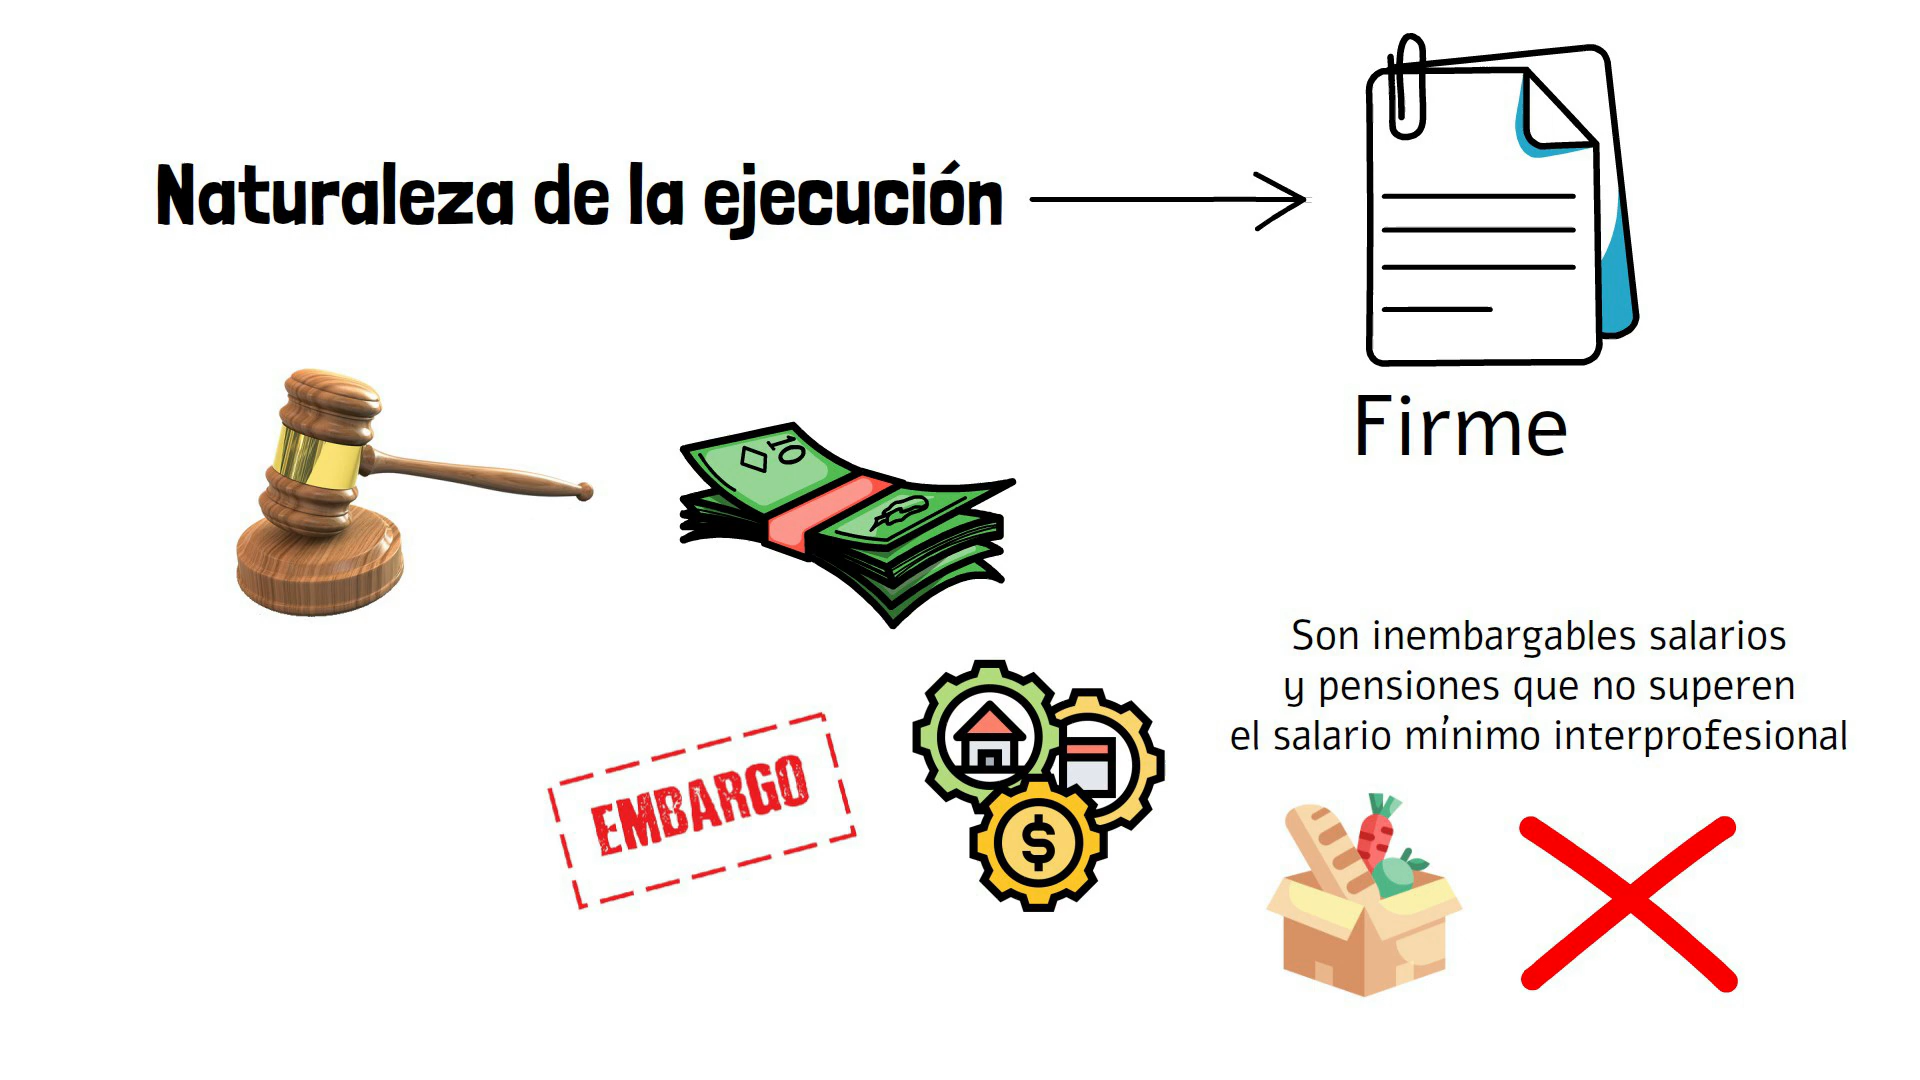 Naturaleza de la ejecución
Firme
10
Son inembargables salarios
y pensiones que no superen
el salario mínimo interprofesional
EMBARGO
$